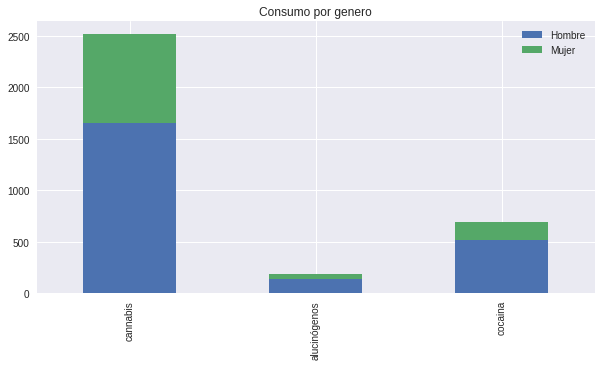 Consumo por genero
Hombre
Mujer
2500
2000
1500
1000
500
0
cannabis
alucinógenos
cocaina